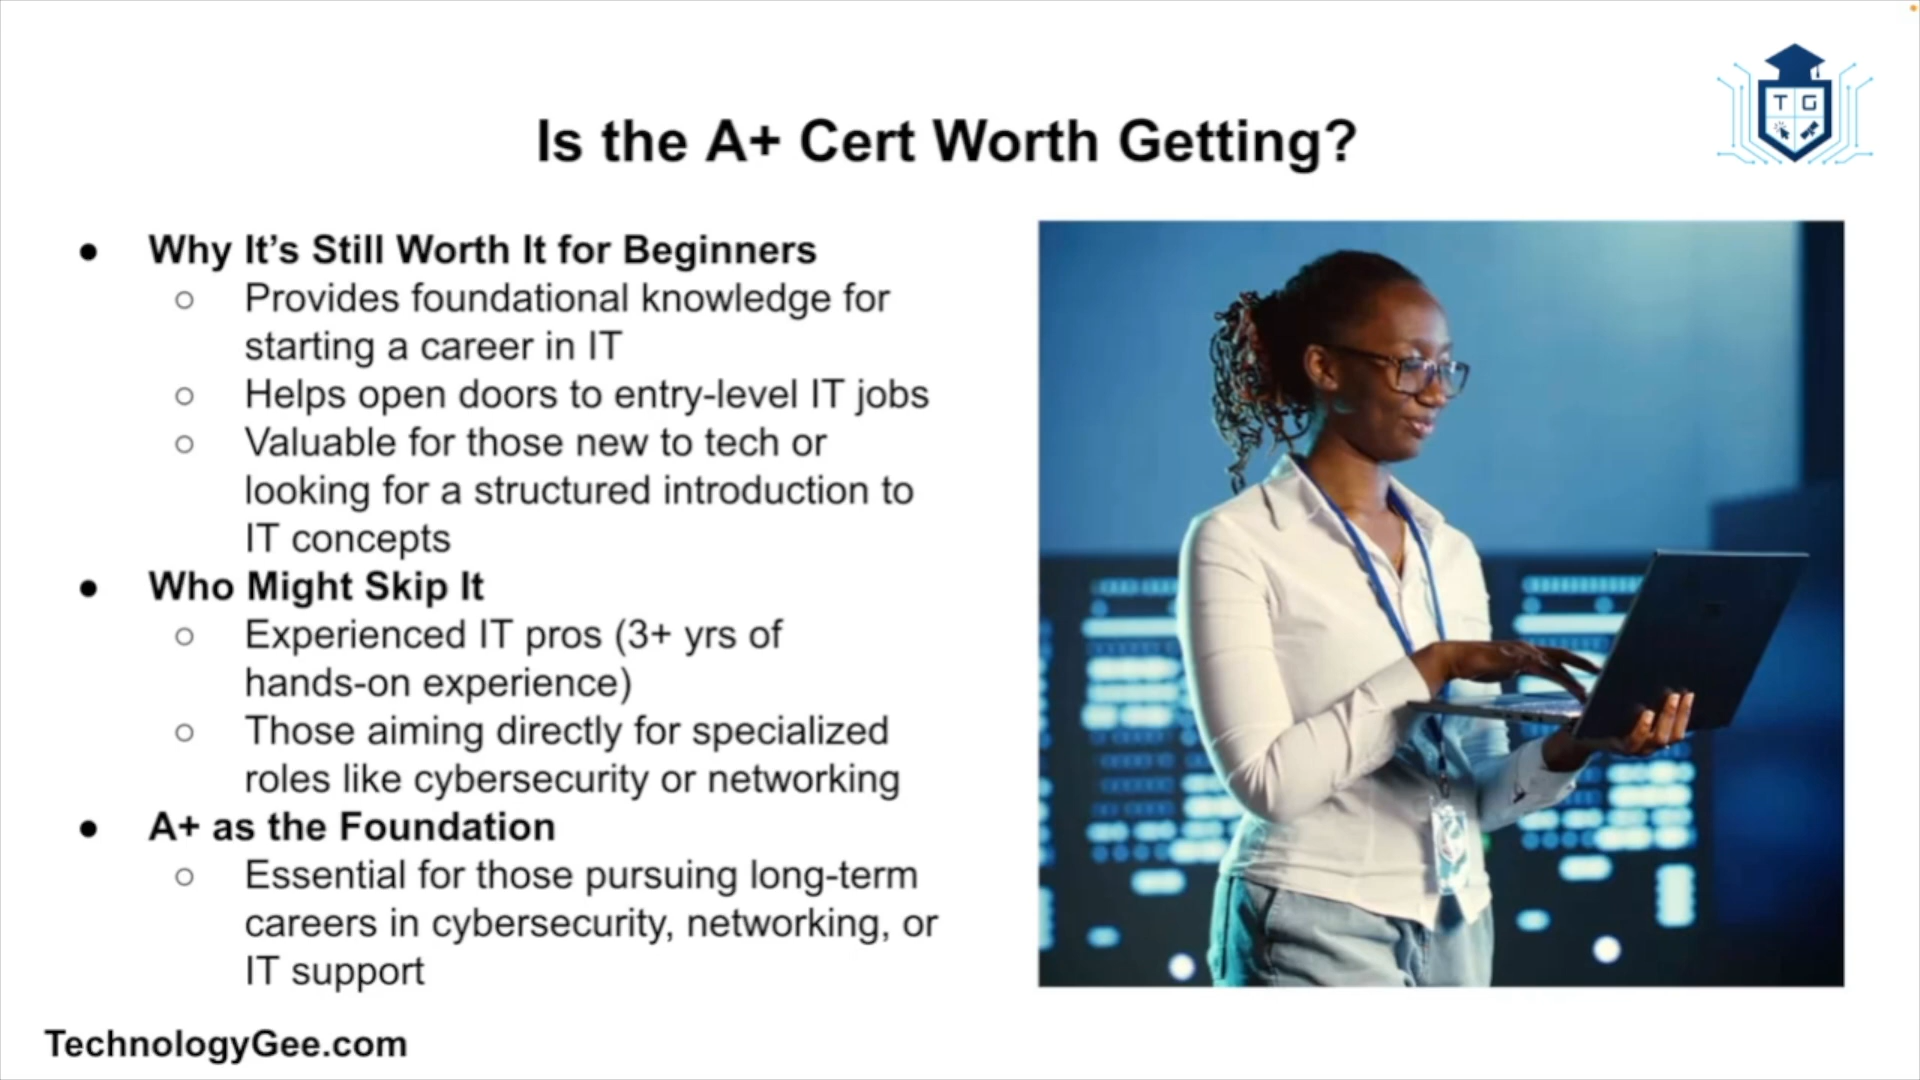 Is the A+ Cert Worth Getting?
T G
● Why It’s Still Worth It for Beginners
○ Provides foundational knowledge for
starting a career in IT
○ Helps open doors to entry-level IT jobs
○ Valuable for those new to tech or
looking for a structured introduction to
IT concepts
● Who Might Skip It
○ Experienced IT pros (3+ yrs of
hands-on experience)
○ Those aiming directly for specialized
roles like cybersecurity or networking
● A+ as the Foundation
○ Essential for those pursuing long-term
careers in cybersecurity, networking, or
IT support
TechnologyGee.com